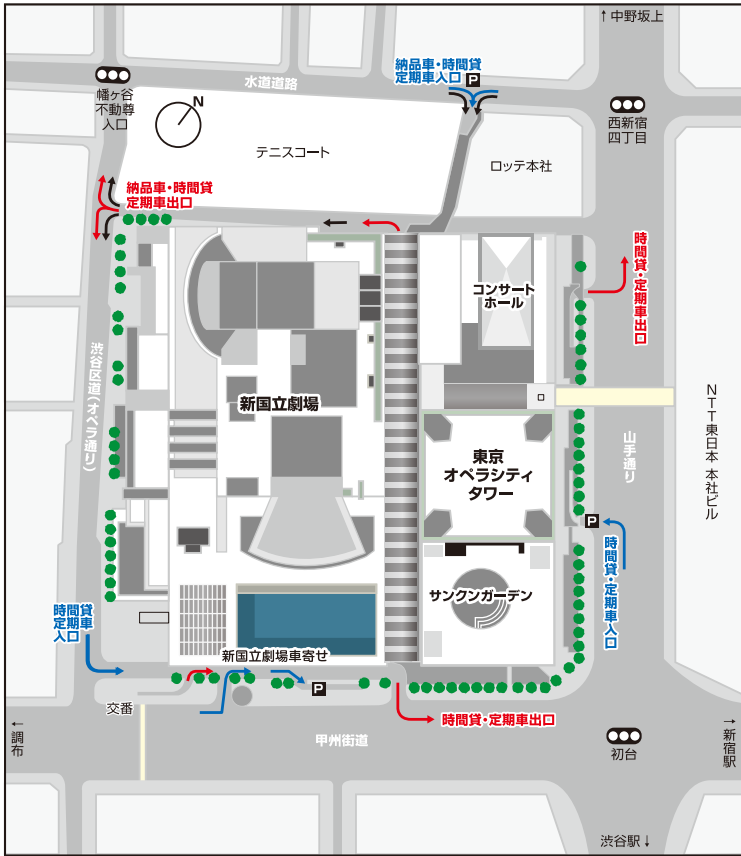 ↑中野坂上
納品車・時間貸
定期車入口
P
水道道路
幡ヶ谷
不動尊
入口
N
西新宿
四丁目
テニスコート
ロッテ本社
納品車・時間貸
定期車出口
時間貸・定期車出口
コンサート
ホール
渋谷区道(オペラ通り)
新国立劇場
NTT東日本 本社ビル
山手通り
東京
オペラシティ
タワー
P
時間貸・定期車入口
サンクンガーデン
時間貸
定期車
入口
新国立劇場車寄せ
P
交番
時間貸・定期車出口
甲州街道
←調布
初台
→新宿駅
渋谷駅↓